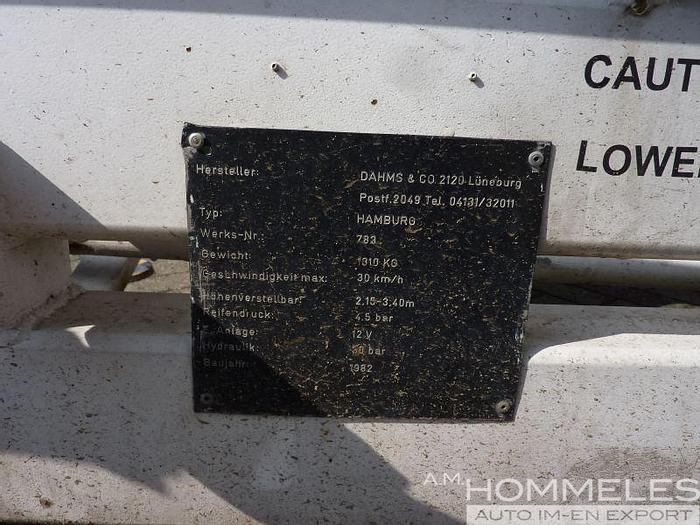 CAUT
LOWE
Hersteller: DAHMS & CO. 2120 Lüneburg
Postf. 2049 Tel. 04131/32011
Typ: HAMBURG
Werks-Nr.: 783
Gewicht: 1310 KG
Geschwindigkeit max: 30 km/h
Höhenverstellbar: 2,15-3,40m
Reifendruck: 4,5 bar
Anlage: 12 V
Hydraulik: bar
Baujahr: 1982
A.M. HOMMELES
AUTO IM-EN EXPORT